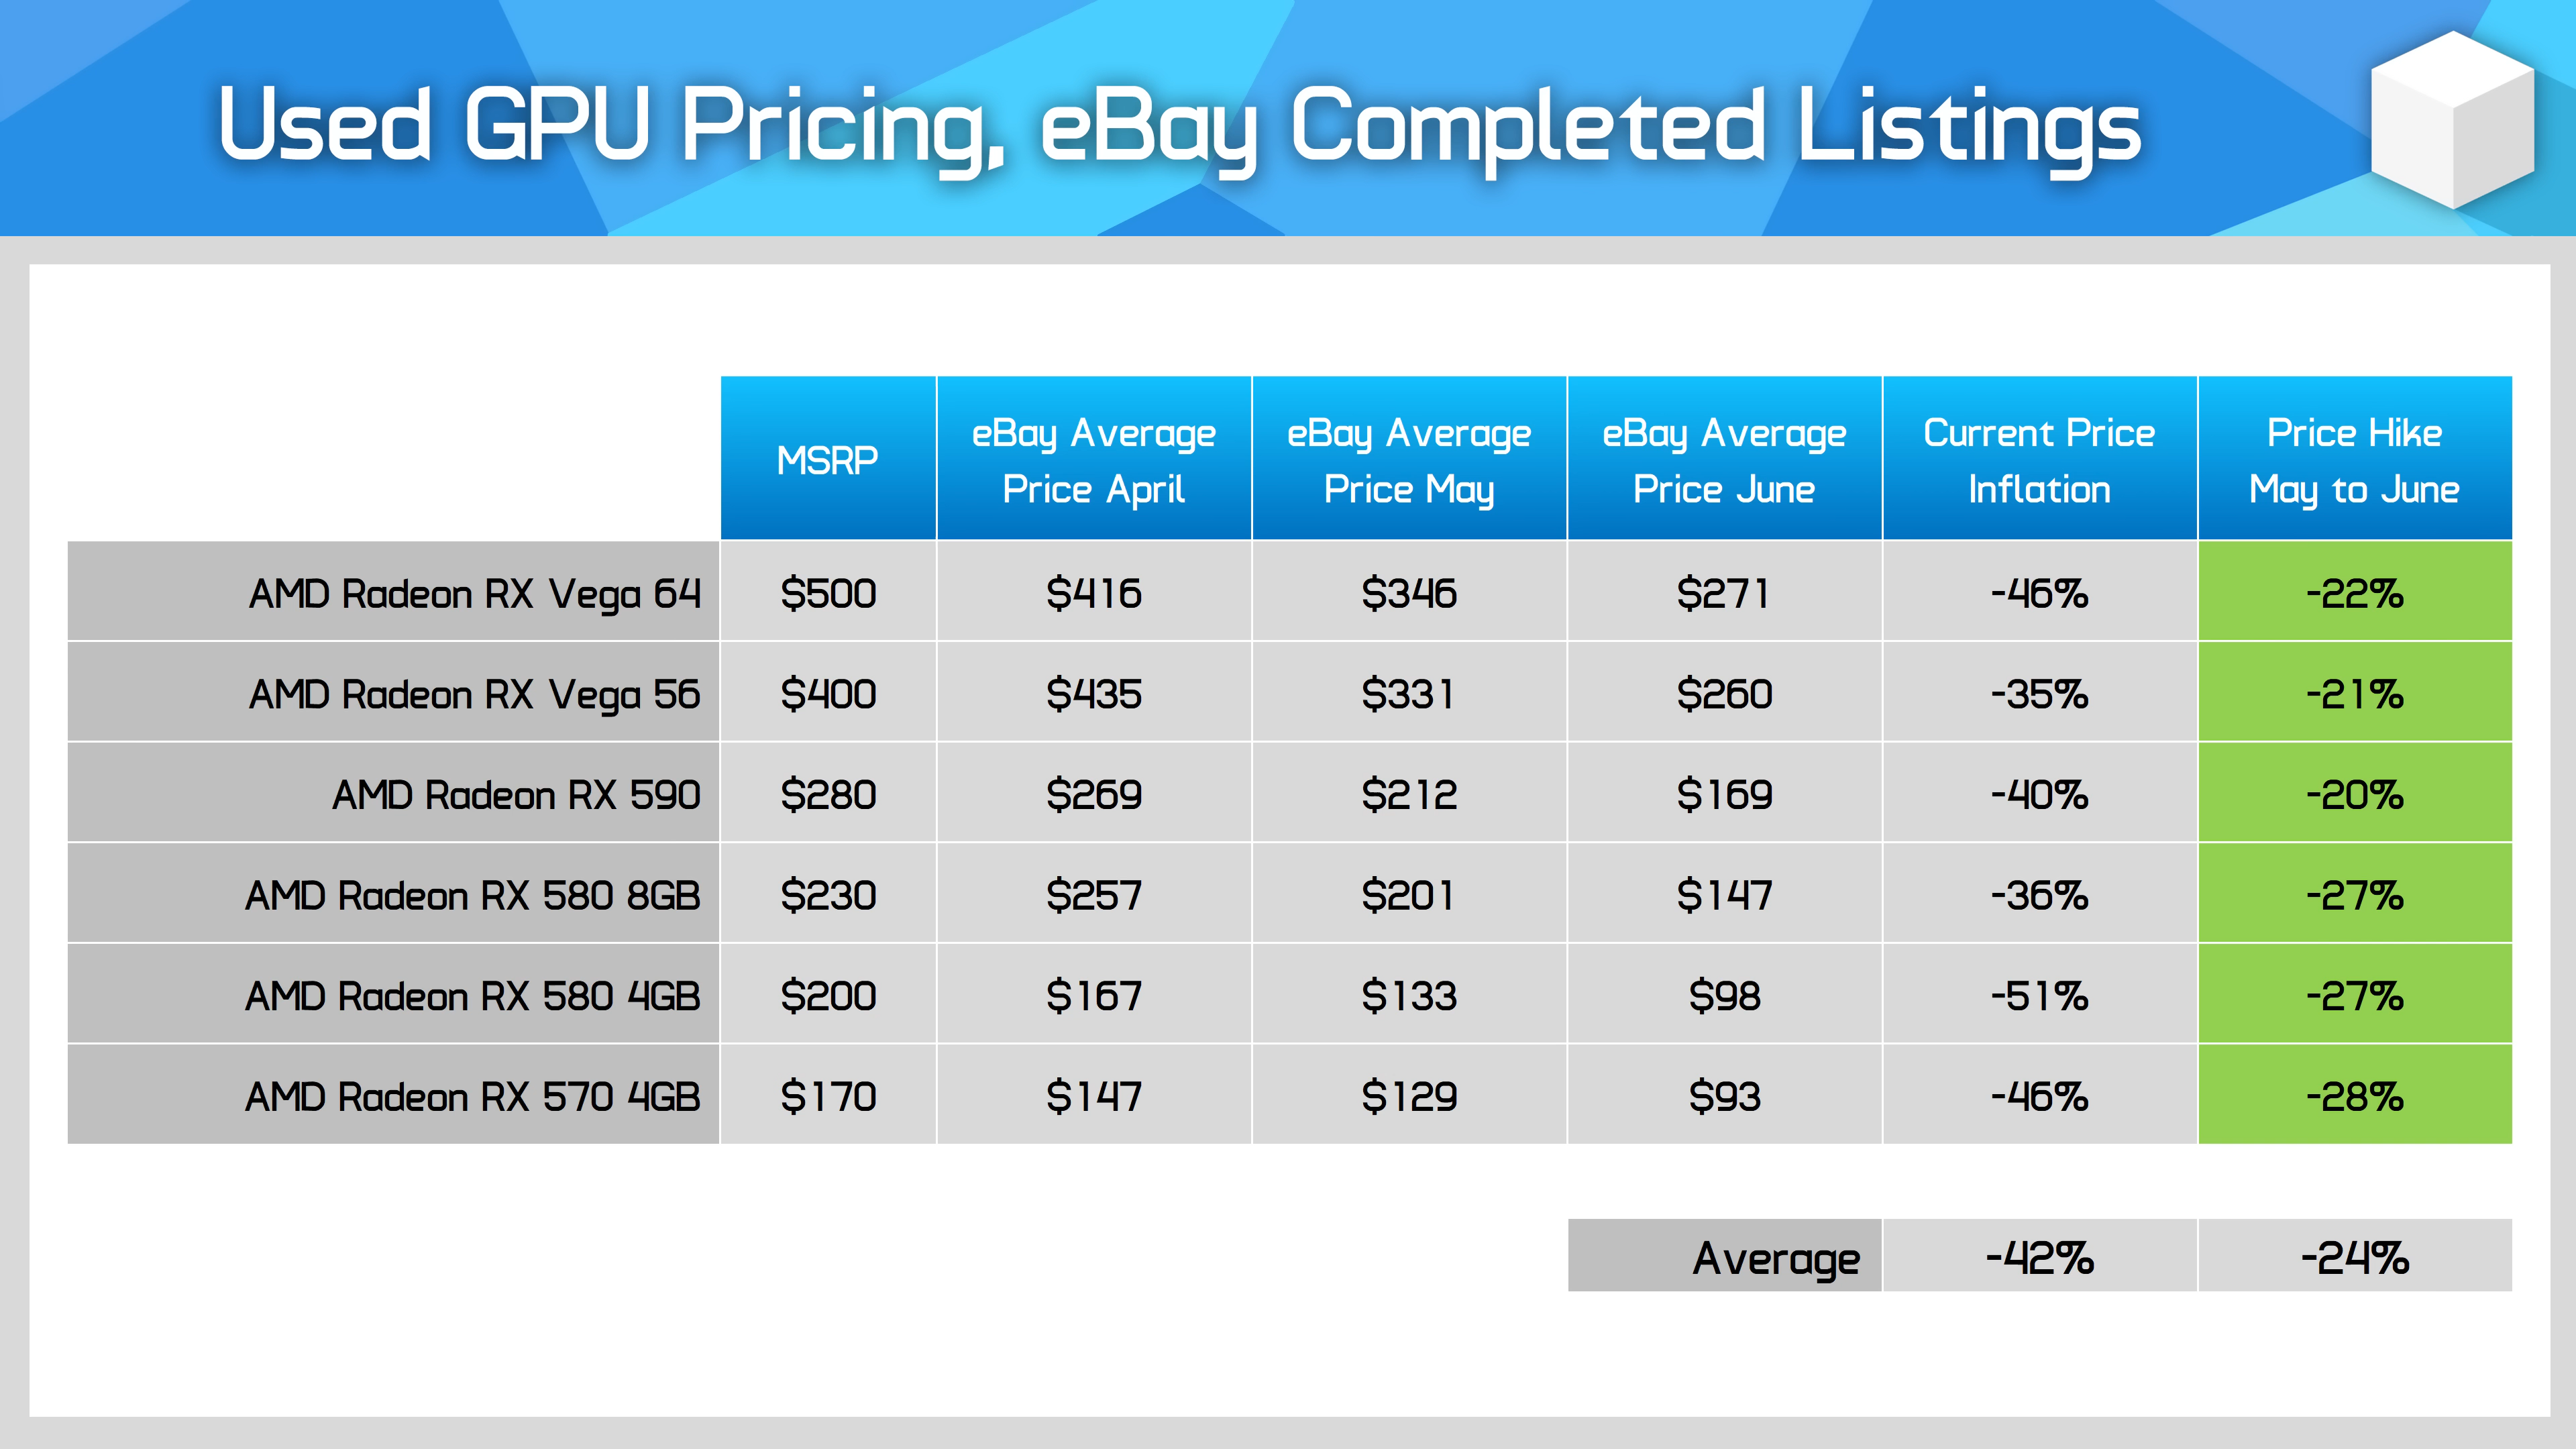 Used GPU Pricing, eBay Completed Listings
MSRP
eBay Average
Price April
eBay Average
Price May
eBay Average
Price June
Current Price
Inflation
Price Hike
May to June
AMD Radeon RX Vega 64 $500 $416 $346 $271 -46% -22%
AMD Radeon RX Vega 56 $400 $435 $331 $260 -35% -21%
AMD Radeon RX 590 $280 $269 $212 $169 -40% -20%
AMD Radeon RX 580 8GB $230 $257 $201 $147 -36% -27%
AMD Radeon RX 580 4GB $200 $167 $133 $98 -51% -27%
AMD Radeon RX 570 4GB $170 $147 $129 $93 -46% -28%
Average -42% -24%